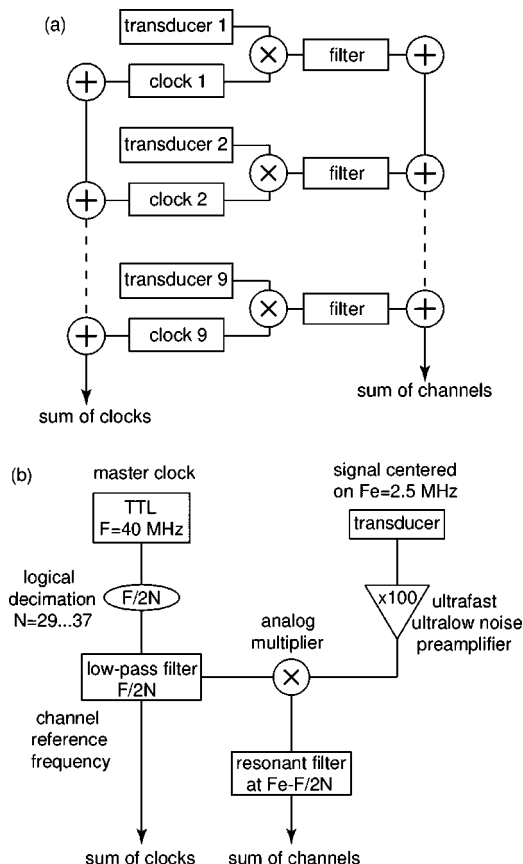 (a)
transducer 1
×
filter
+
+
clock 1
transducer 2
×
filter
+
+
clock 2
transducer 9
×
filter
+
+
clock 9
sum of clocks
sum of channels
(b)
master clock
TTL
F=40 MHz
logical
decimation
N=29...37
F/2N
low-pass filter
F/2N
channel
reference
frequency
sum of clocks
signal centered
on Fe=2.5 MHz
transducer
x100
ultrafast
ultralow noise
preamplifier
analog
multiplier
×
resonant filter
at Fe-F/2N
sum of channels